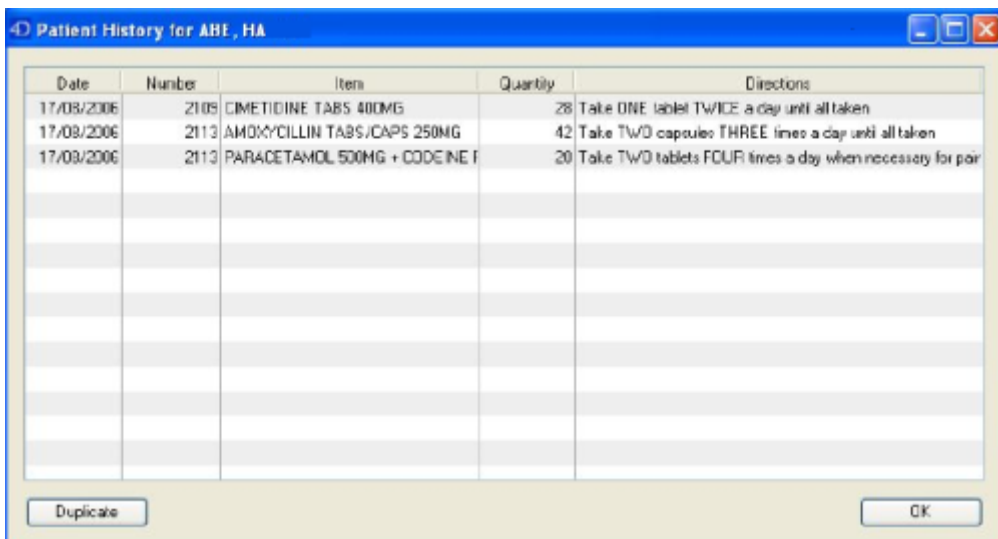 Patient History for ABE, HA
Date Number Item Quantity Directions
17/08/2006 2109 CIMETIDINE TABS 400MG 28 Take ONE tablet TWICE a day until all taken
17/08/2006 2113 AMOXYCILLIN TABS/CAPS 250MG 42 Take TWO capsules THREE times a day until all taken
17/08/2006 2113 PARACETAMOL 500MG + CODEINE 20 Take TWO tablets FOUR times a day when necessary for
Duplicate OK